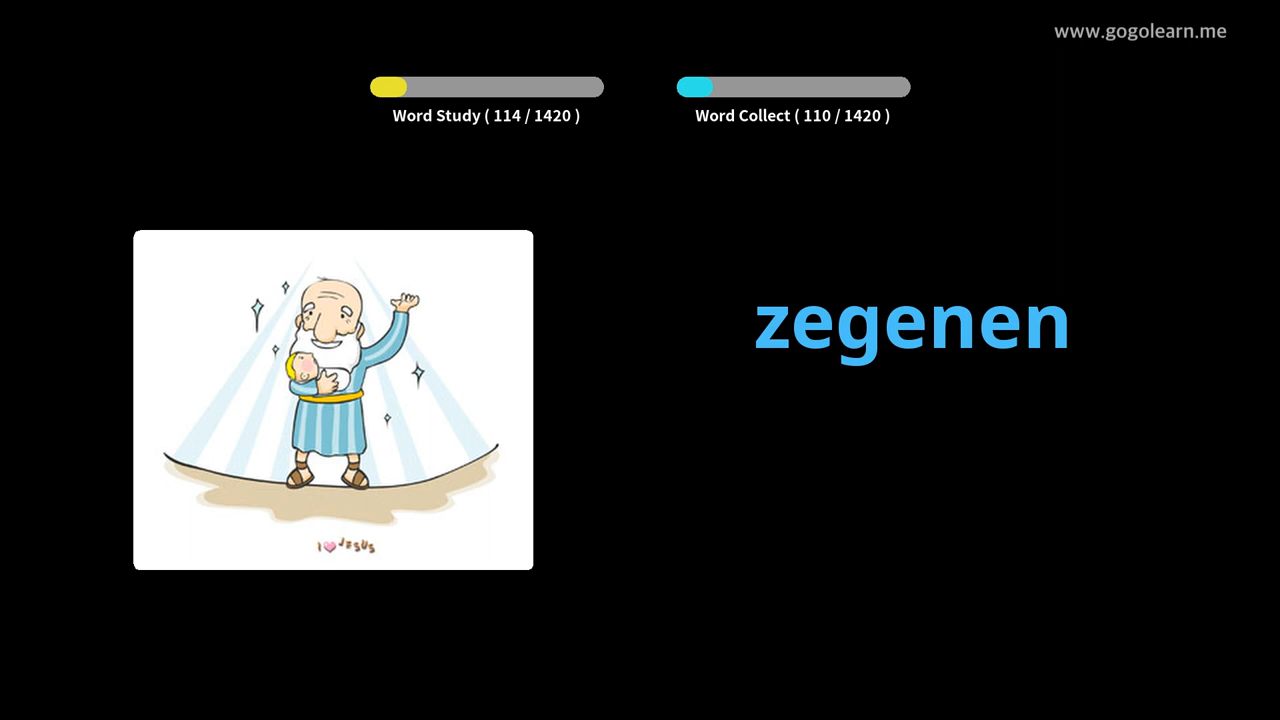 www.gogolearn.me
Word Study ( 114 / 1420 )
Word Collect ( 110 / 1420 )
zegenen
I ♥ JESUS